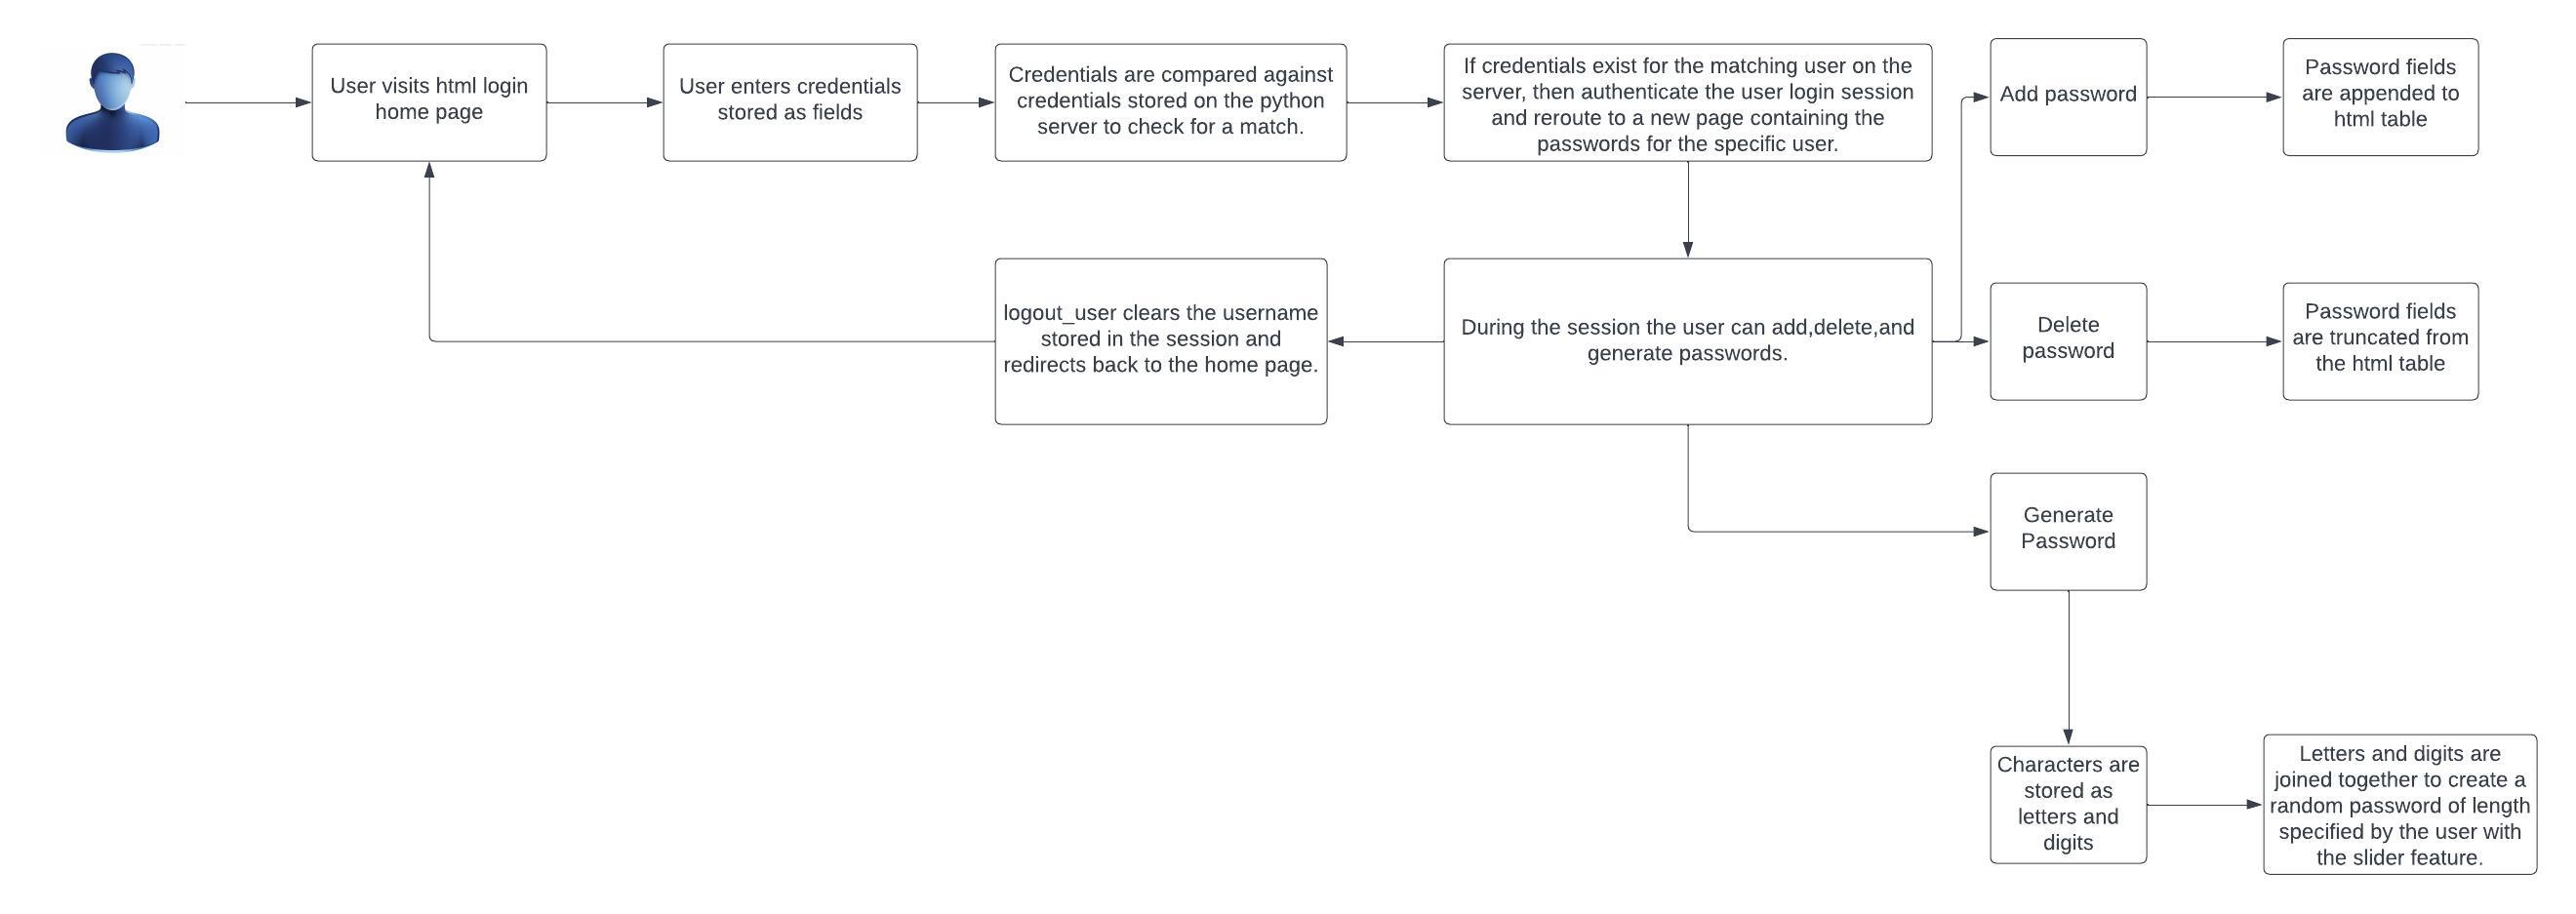 User visits html login
home page
User enters credentials
stored as fields
Credentials are compared against
credentials stored on the python
server to check for a match.
If credentials exist for the matching user on the
server, then authenticate the user login session
and reroute to a new page containing the
passwords for the specific user.
Add password
Password fields
are appended to
html table
logout_user clears the username
stored in the session and
redirects back to the home page.
During the session the user can add,delete,and
generate passwords.
Delete
password
Password fields
are truncated from
the html table
Generate
Password
Characters are
stored as
letters and
digits
Letters and digits are
joined together to create a
random password of length
specified by the user with
the slider feature.